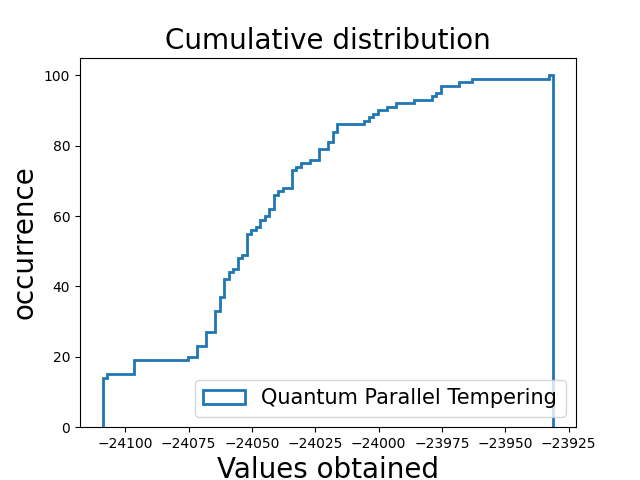 Cumulative distribution
occurrence
100
80
60
40
20
0
Quantum Parallel Tempering
−24100 −24075 −24050 −24025 −24000 −23975 −23950 −23925
Values obtained